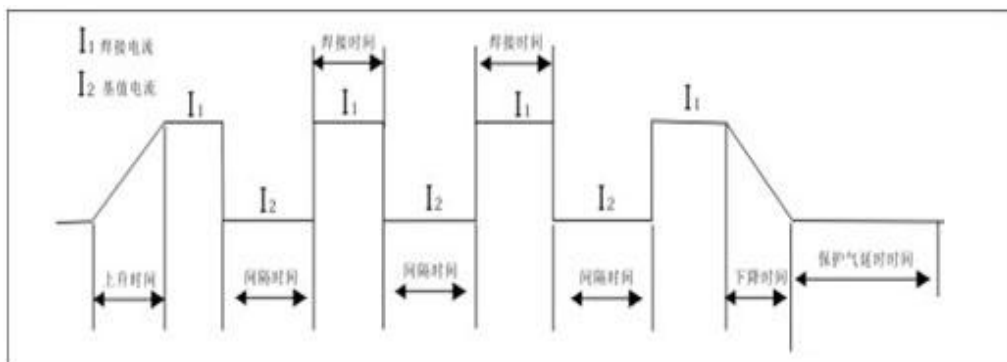 I1 焊接电流
I2 基值电流
焊接时间
焊接时间
I1
I1
I1
I1
I2
I2
I2
上升时间
间隔时间
间隔时间
间隔时间
下降时间
保护气延时时间